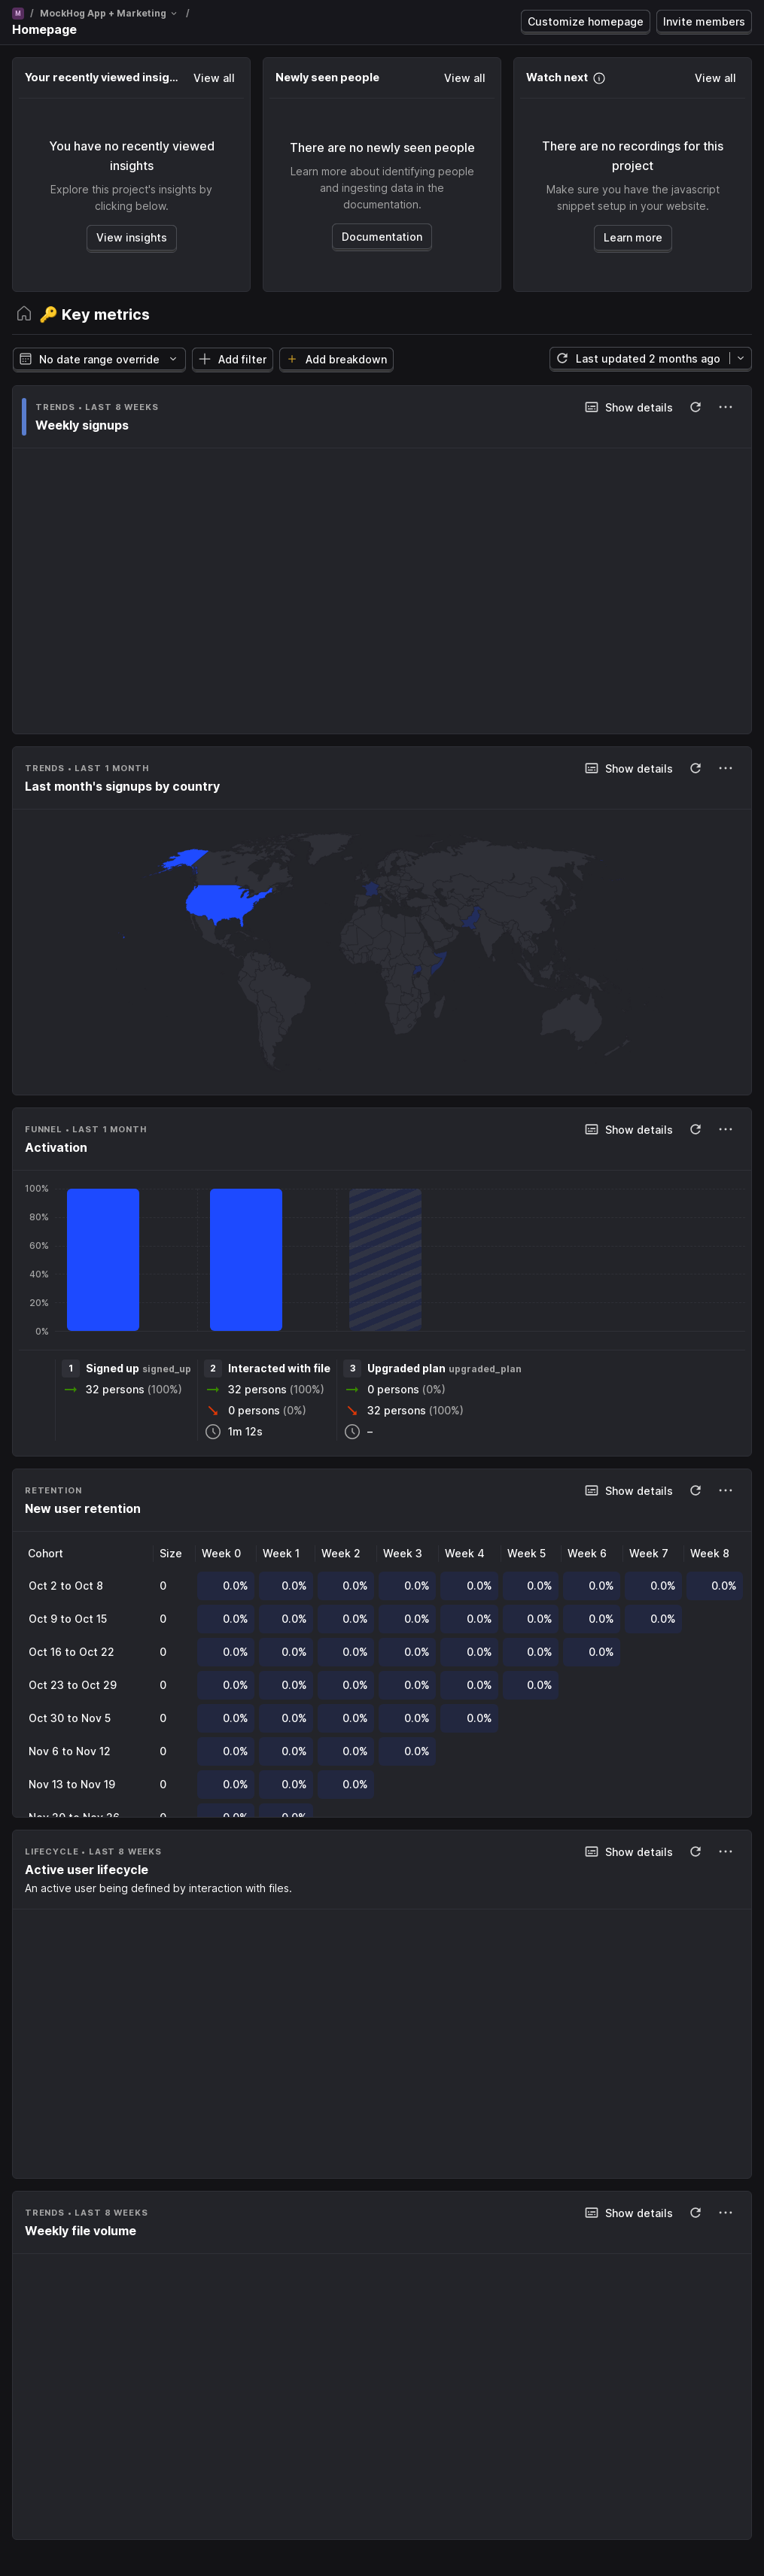 M / MockHog App + Marketing /
Homepage
Customize homepage
Invite members
Your recently viewed insig...
View all
You have no recently viewed
insights
Explore this project's insights by
clicking below.
View insights
Newly seen people
View all
There are no newly seen people
Learn more about identifying people
and ingesting data in the
documentation.
Documentation
Watch next
View all
There are no recordings for this
project
Make sure you have the javascript
snippet setup in your website.
Learn more
🔑 Key metrics
No date range override
Add filter
Add breakdown
Last updated 2 months ago
TRENDS • LAST 8 WEEKS
Show details
Weekly signups
TRENDS • LAST 1 MONTH
Show details
Last month's signups by country
FUNNEL • LAST 1 MONTH
Show details
Activation
100%
80%
60%
40%
20%
0%
1 Signed up signed_up
32 persons (100%)
2 Interacted with file
32 persons (100%)
0 persons (0%)
1m 12s
3 Upgraded plan upgraded_plan
0 persons (0%)
32 persons (100%)
–
RETENTION
Show details
New user retention
Cohort Size Week 0 Week 1 Week 2 Week 3 Week 4 Week 5 Week 6 Week 7 Week 8
Oct 2 to Oct 8 0 0.0% 0.0% 0.0% 0.0% 0.0% 0.0% 0.0% 0.0% 0.0%
Oct 9 to Oct 15 0 0.0% 0.0% 0.0% 0.0% 0.0% 0.0% 0.0% 0.0%
Oct 16 to Oct 22 0 0.0% 0.0% 0.0% 0.0% 0.0% 0.0% 0.0%
Oct 23 to Oct 29 0 0.0% 0.0% 0.0% 0.0% 0.0% 0.0%
Oct 30 to Nov 5 0 0.0% 0.0% 0.0% 0.0% 0.0%
Nov 6 to Nov 12 0 0.0% 0.0% 0.0% 0.0%
Nov 13 to Nov 19 0 0.0% 0.0% 0.0%
Nov 20 to Nov 26 0 0.0% 0.0%
LIFECYCLE • LAST 8 WEEKS
Show details
Active user lifecycle
An active user being defined by interaction with files.
TRENDS • LAST 8 WEEKS
Show details
Weekly file volume